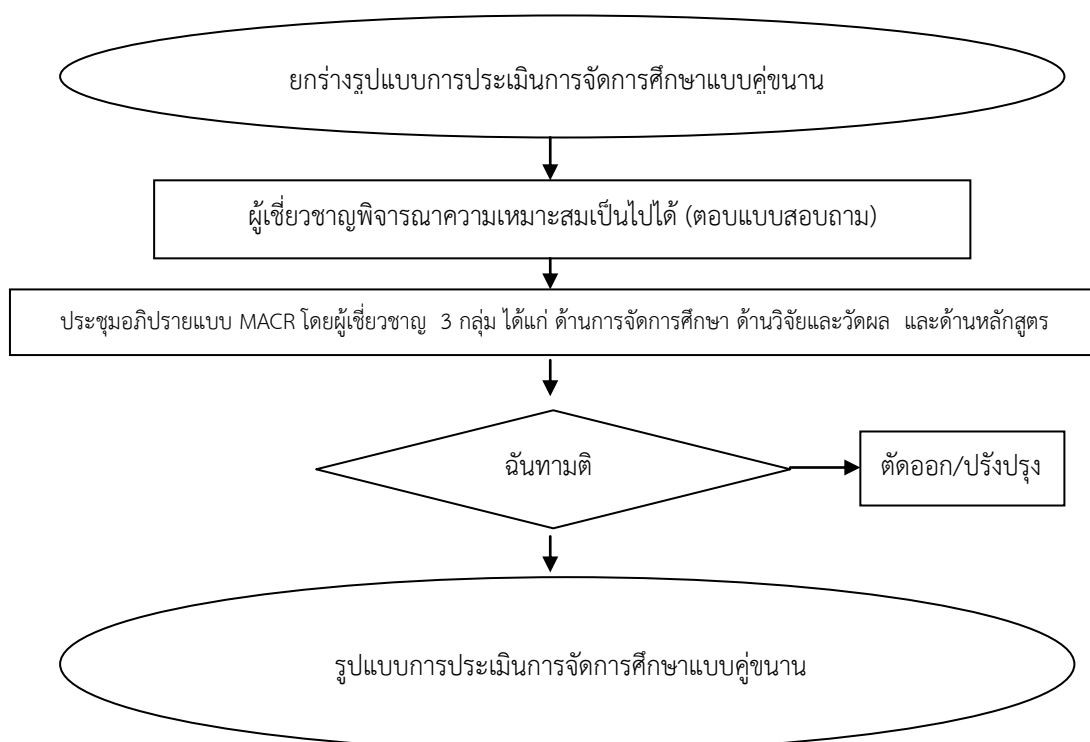 ยกร่างรูปแบบการประเมินการจัดการศึกษาแบบคู่ขนาน
ผู้เชี่ยวชาญพิจารณาความเหมาะสมเป็นไปได้ (ตอบแบบสอบถาม)
ประชุมอภิปรายแบบ MACR โดยผู้เชี่ยวชาญ 3 กลุ่ม ได้แก่ ด้านการจัดการศึกษา ด้านวิจัยและวัดผล และด้านหลักสูตร
ฉันทามติ
ตัดออก/ปรังปรุง
รูปแบบการประเมินการจัดการศึกษาแบบคู่ขนาน